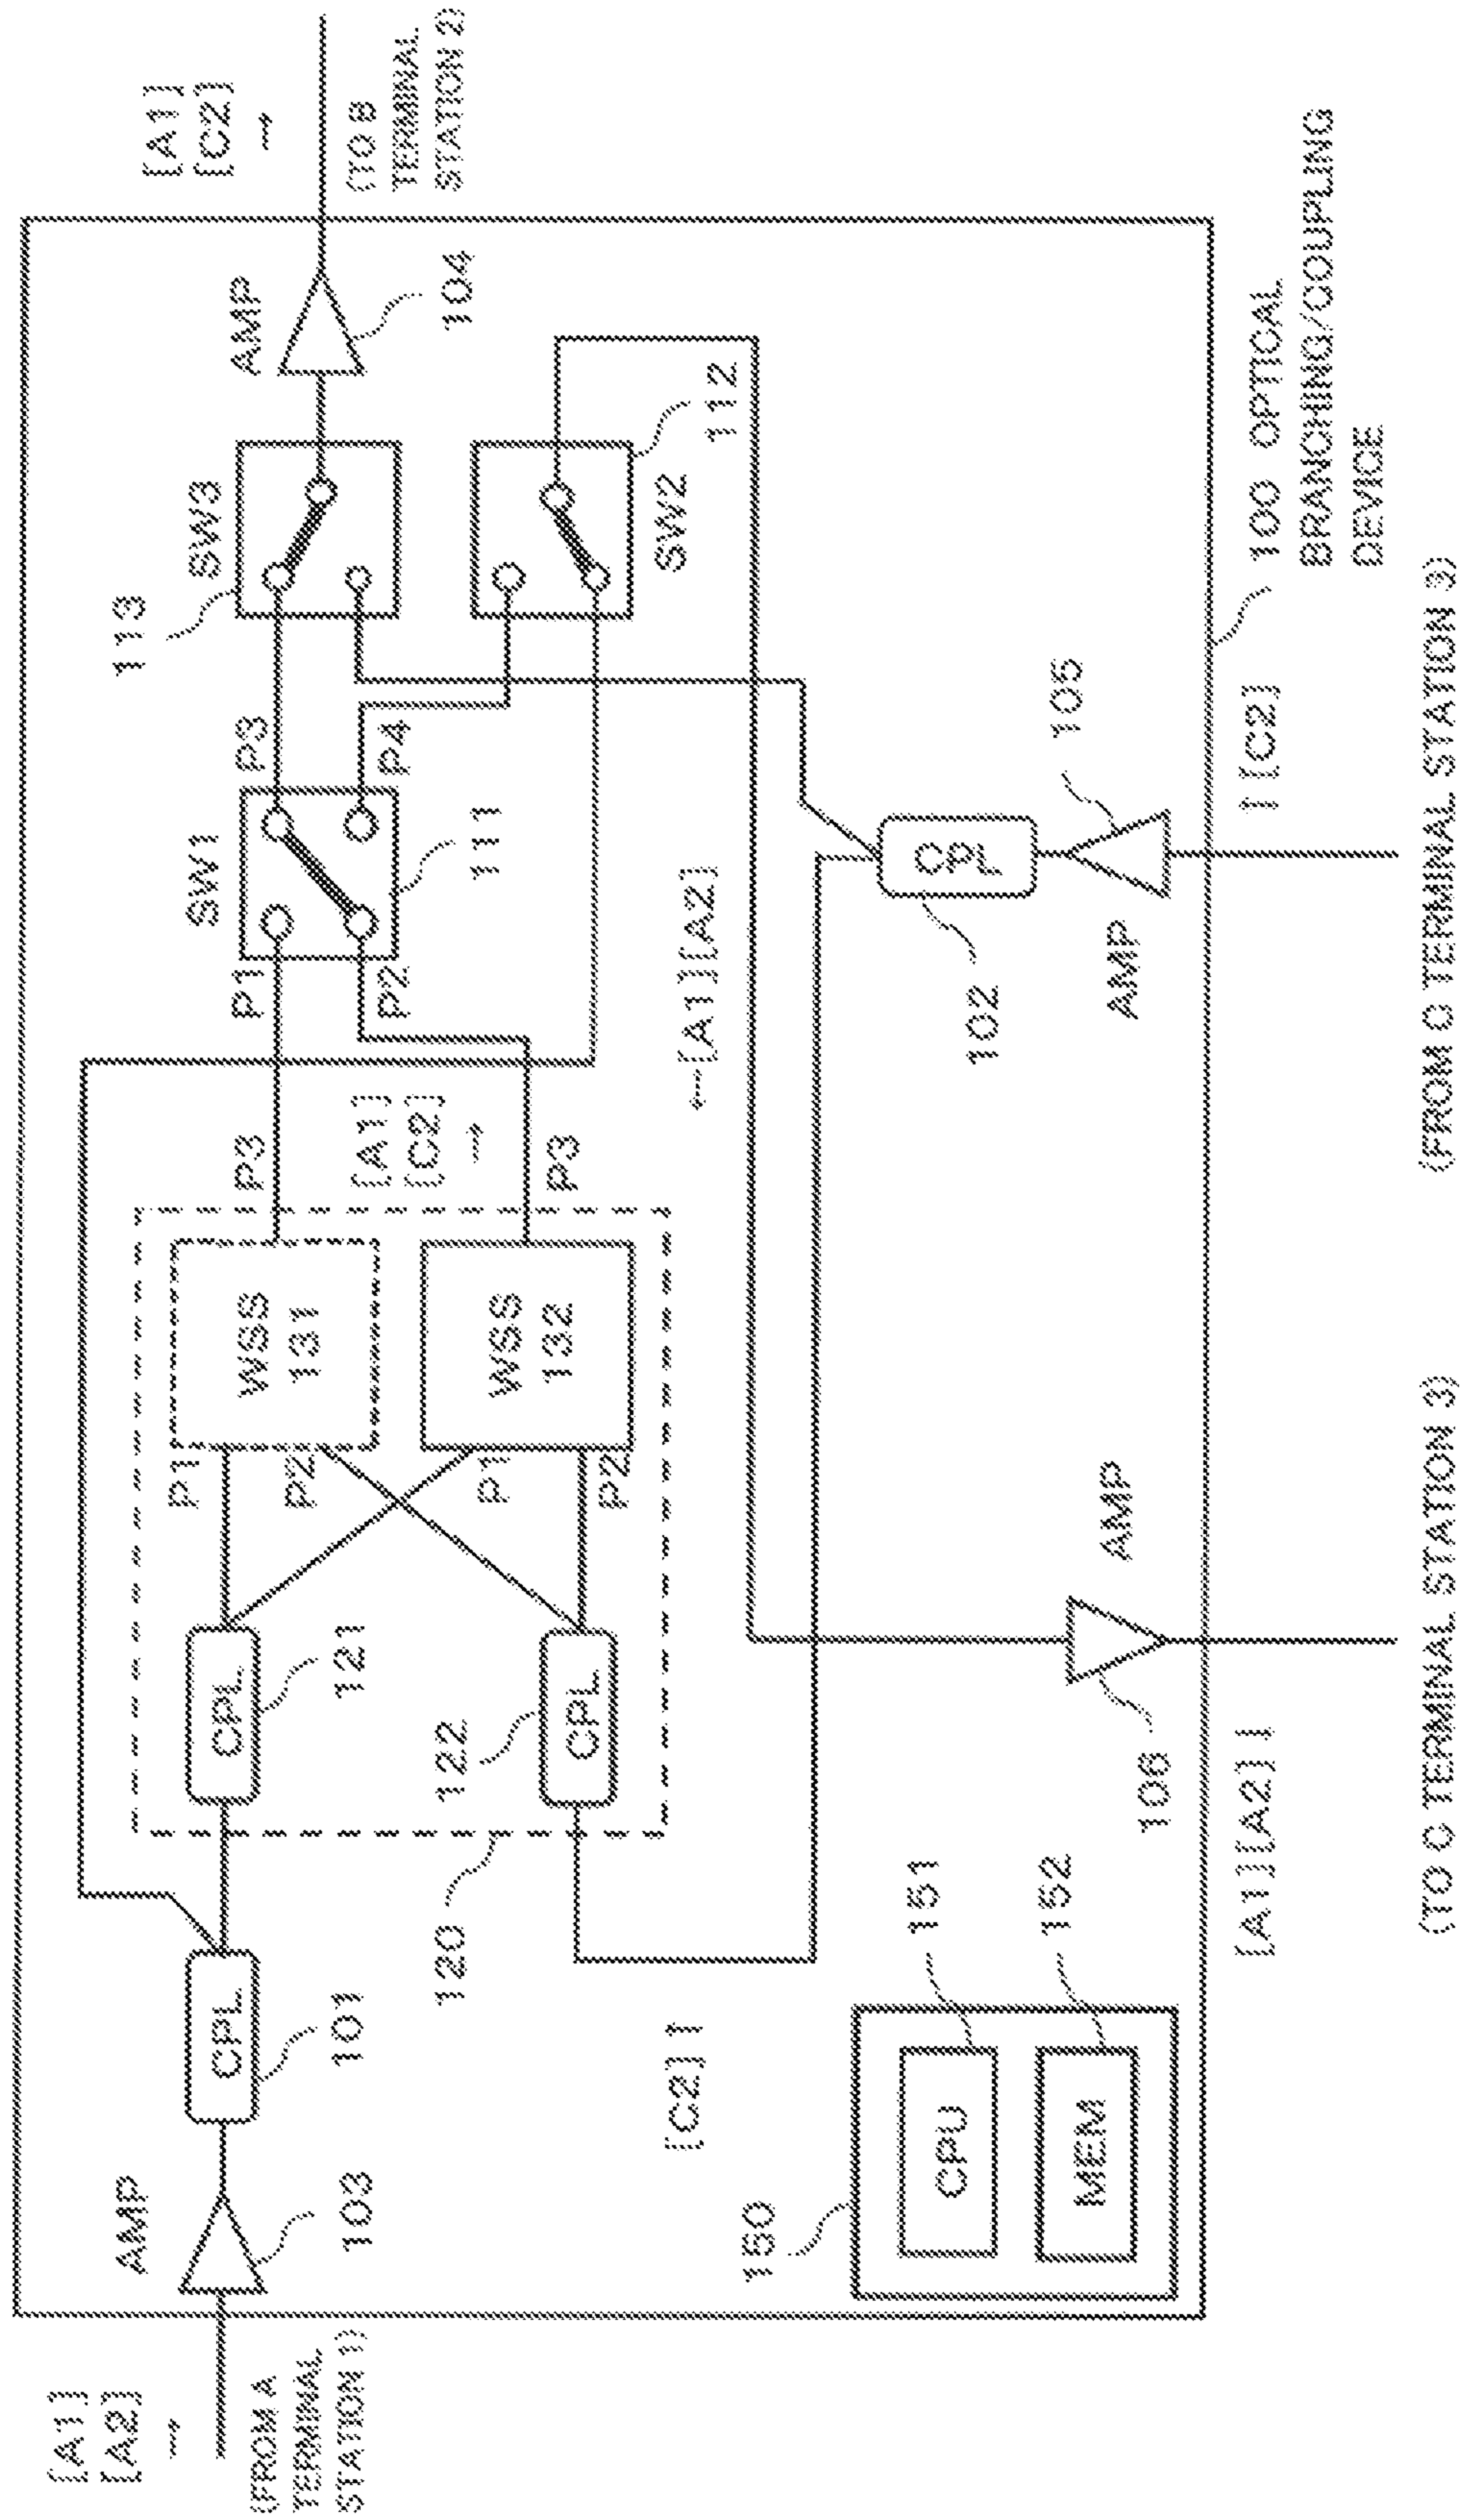 [A1]
[A2]
→
(FROM A
TERMINAL
STATION 1)
AMP
103
CPL
101
120
CPL
121
122
CPL
P1
P2
P1
P2
WSS
131
WSS
132
P3
P3
[A1]
[C2]
→
SW1
P1
P2
P3
P4
111
113
SW3
SW2
112
AMP
104
[A1]
[C2]
→
(TO B
TERMINAL
STATION 2)
←[A1][A2]
[C2]↑
150
CPU
151
MEM
152
AMP
106
[A1][A2]↓
(TO C TERMINAL STATION 3)
CPL
102
AMP
105
↑[C2]
(FROM C TERMINAL STATION 3)
100 OPTICAL
BRANCHING/COUPLING
DEVICE